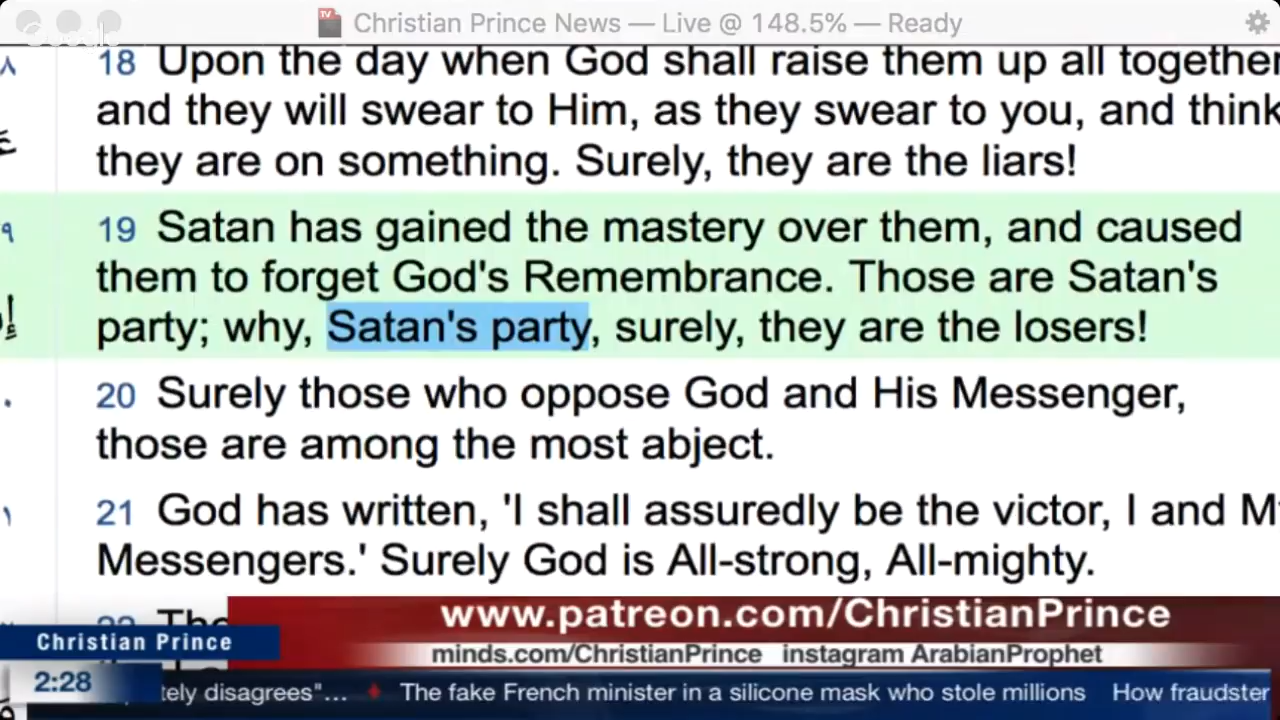 Christian Prince News — Live @ 148.5% — Ready
Google
18 Upon the day when God shall raise them up all together
and they will swear to Him, as they swear to you, and think
they are on something. Surely, they are the liars!
19 Satan has gained the mastery over them, and caused
them to forget God's Remembrance. Those are Satan's
party; why, Satan's party, surely, they are the losers!
20 Surely those who oppose God and His Messenger,
those are among the most abject.
21 God has written, 'I shall assuredly be the victor, I and
Messengers.' Surely God is All-strong, All-mighty.
www.patreon.com/ChristianPrince
Christian Prince
minds.com/ChristianPrince instagram ArabianProphet
2:28
tely disagrees"... ♦ The fake French minister in a silicone mask who stole millions How fraudster